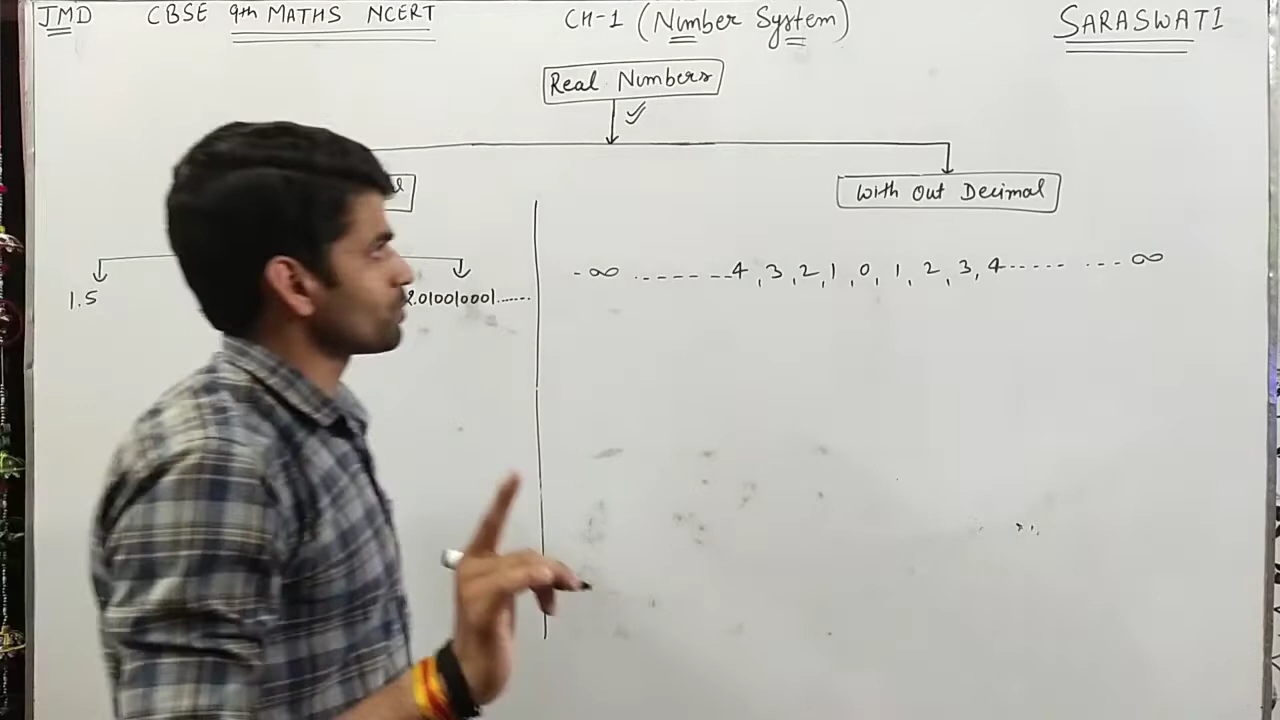 JMD CBSE 9th MATHS NCERT CH-1 (Number System) SARASWATI
Real Numbers
With Out Decimal
-∞ .......4, 3, 2, 1, 0, 1, 2, 3, 4..... ...∞
1.5 2.010010001......